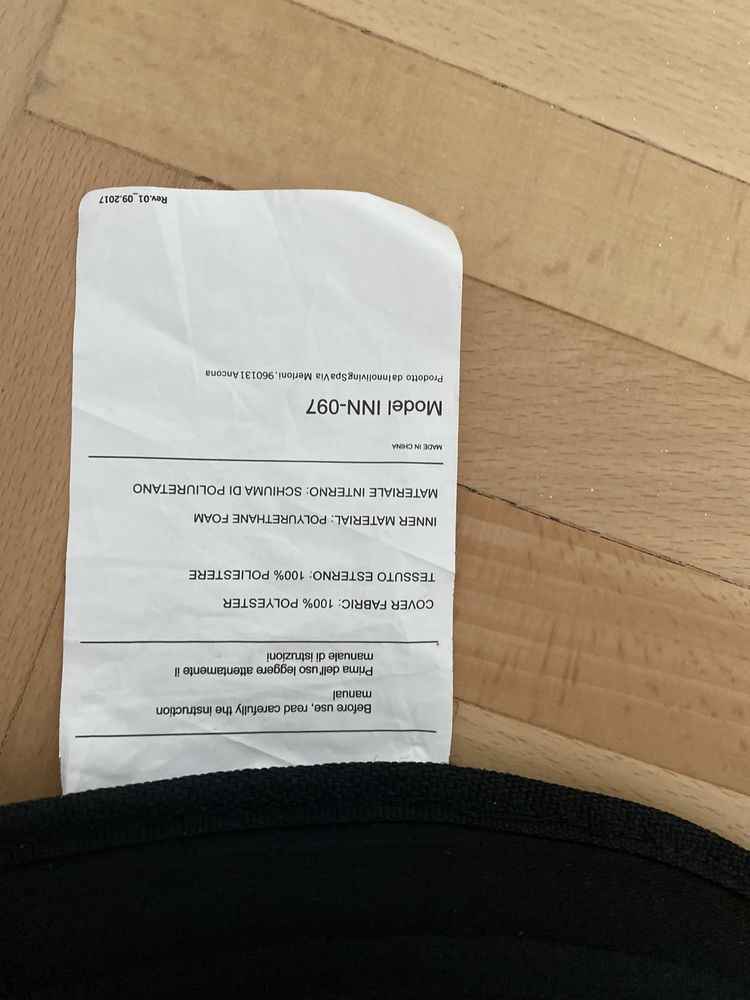 Before use, read carefully the instruction
manual
Prima dell'uso leggere attentamente il
manuale di istruzioni
COVER FABRIC: 100% POLYESTER
TESSUTO ESTERNO: 100% POLIESTERE
INNER MATERIAL: POLYURETHANE FOAM
MATERIALE INTERNO: SCHIUMA DI POLIURETANO
MADE IN CHINA
Model INN-097
Prodotto da Innoliving Spa Via Merloni, 960131 Ancona
Rev.01_09.2017